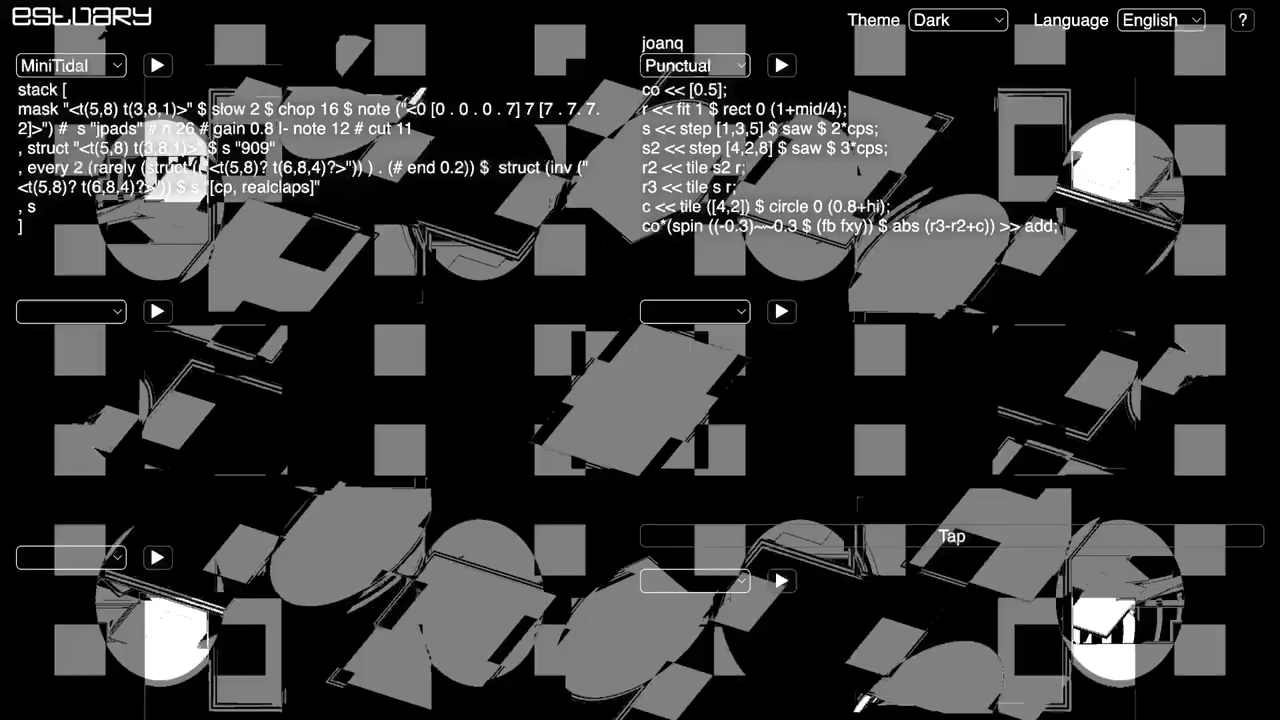 estuary
Theme Dark Language English ?
joanq
MiniTidal
stack [
mask "<t(5,8) t(3,8,1)>" $ slow 2 $ chop 16 $ note ("<0 [0 . 0 . 0 . 7] 7 [7 . 7 . 7.
2]>") # s "jpads" # n 26 # gain 0.8 |- note 12 # cut 11
, struct "<t(5,8) t(3,8,1)>" $ s "909"
, every 2 (rarely (struct ( <t(5,8)? t(6,8,4)?>")) ) . (# end 0.2)) $ struct (inv ("
<t(5,8)? t(6,8,4)?>")) $ s "[cp, realclaps]"
, s
]
Punctual
co << [0.5];
r << fit 1 $ rect 0 (1+mid/4);
s << step [1,3,5] $ saw $ 2*cps;
s2 << step [4,2,8] $ saw $ 3*cps;
r2 << tile s2 r;
r3 << tile s r;
c << tile ([4,2]) $ circle 0 (0.8+hi);
co*(spin ((-0.3)~~0.3 $ (fb fxy)) $ abs (r3-r2+c)) >> add;
Tap